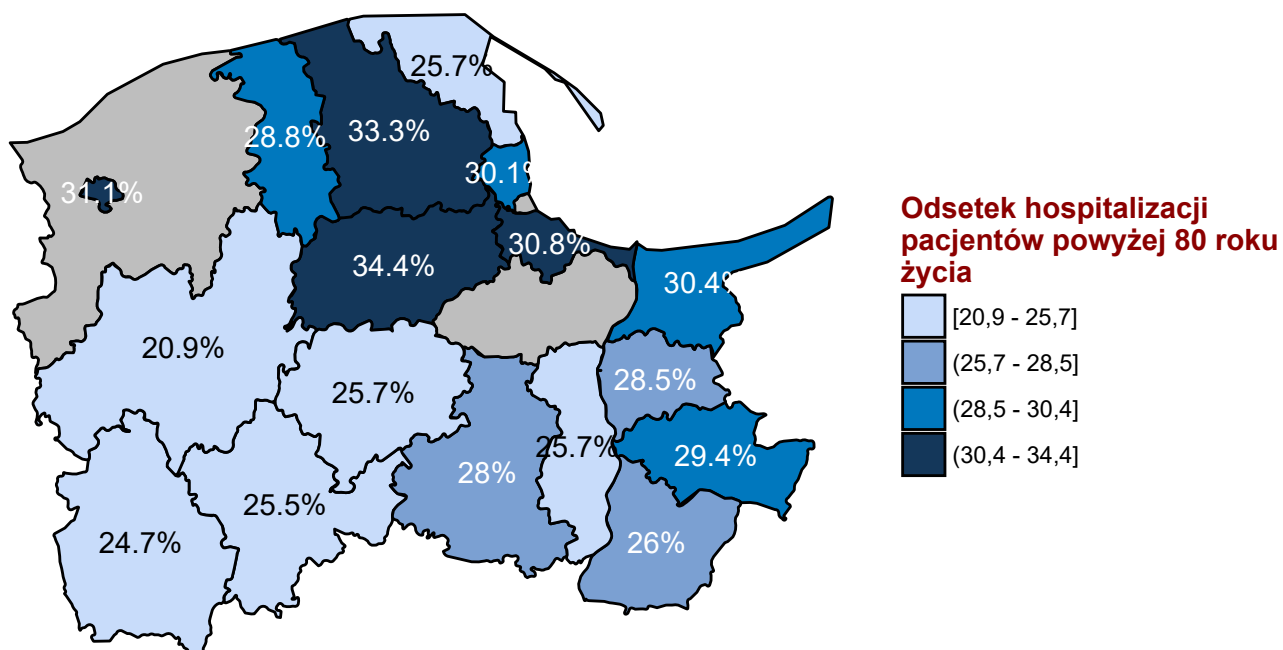 25.7%
28.8%
33.3%
30.1%
31.1%
30.8%
34.4%
30.4%
20.9%
25.7%
28.5%
25.7%
29.4%
28%
25.5%
24.7%
26%
Odsetek hospitalizacji
pacjentów powyżej 80 roku
życia
[20,9 - 25,7]
(25,7 - 28,5]
(28,5 - 30,4]
(30,4 - 34,4]